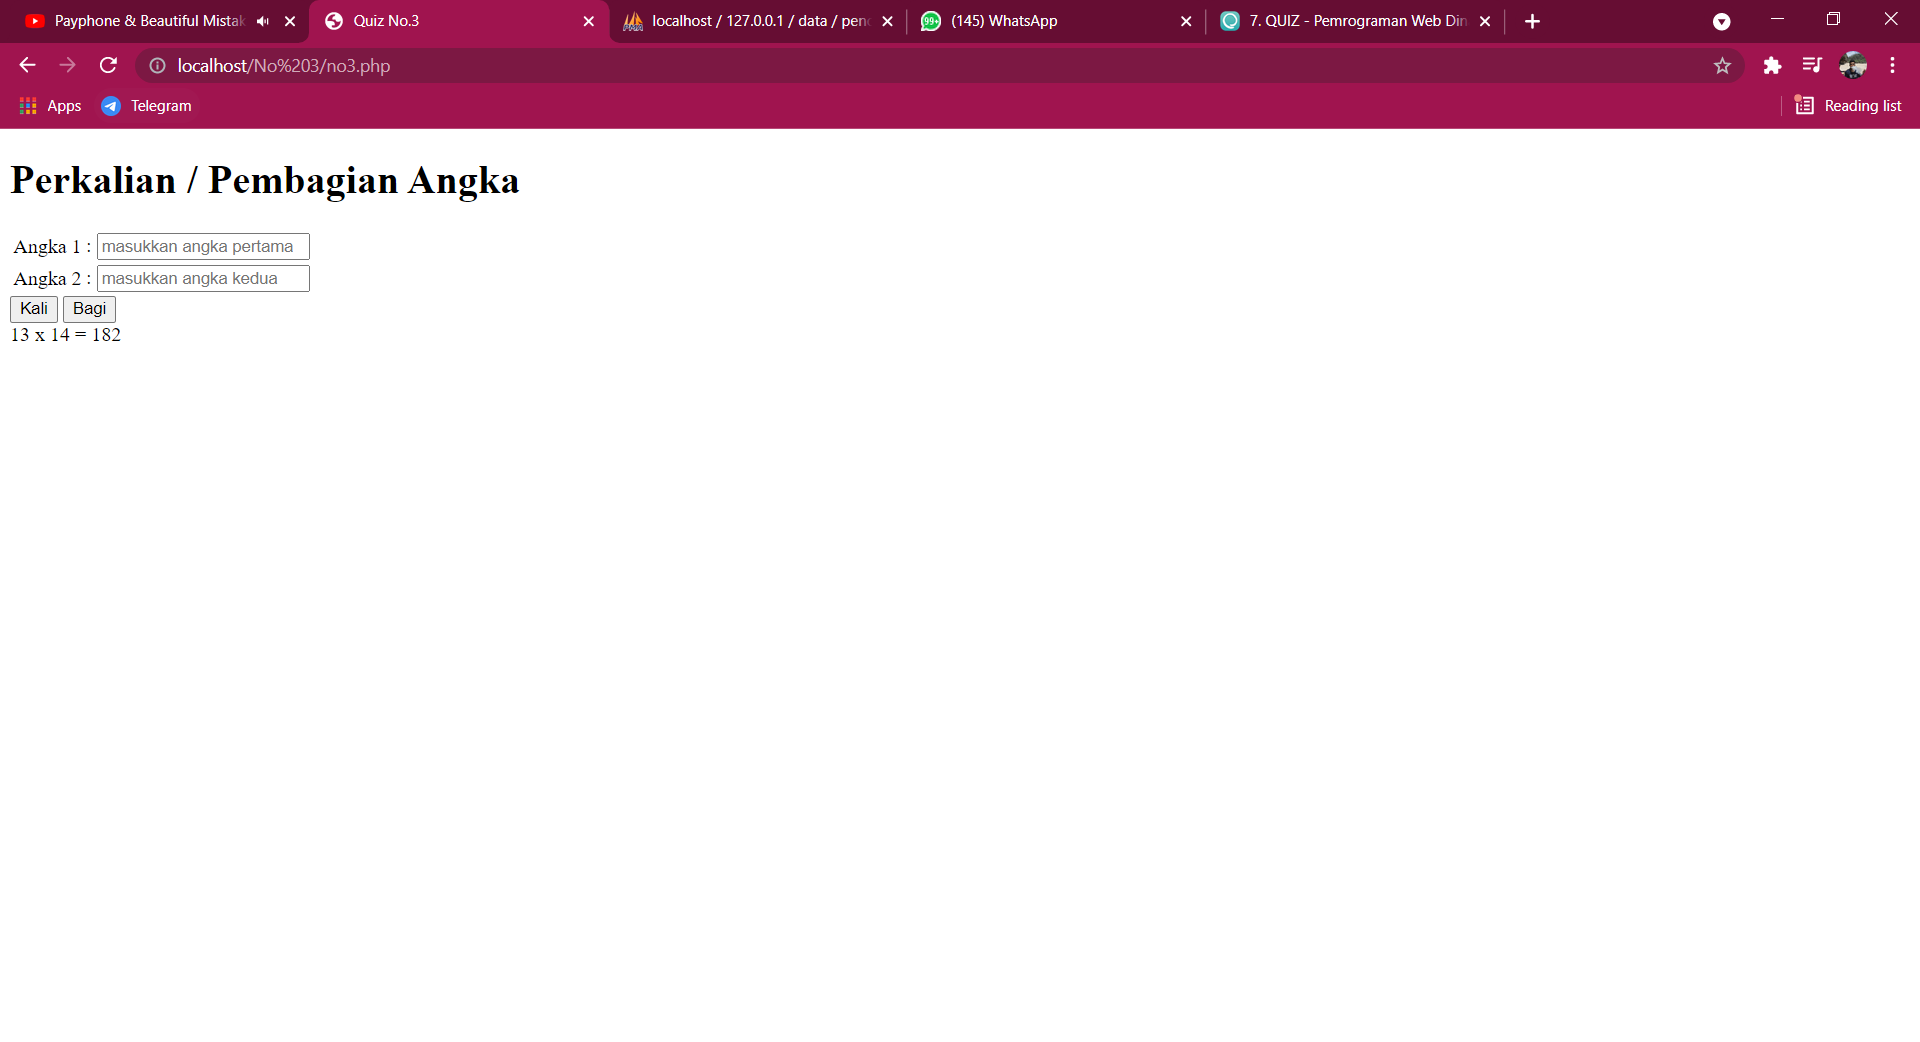 Payphone & Beautiful Mistak
Quiz No.3
localhost / 127.0.0.1 / data / pen
(145) WhatsApp
7. QUIZ - Pemrograman Web Din
localhost/No%203/no3.php
Apps
Telegram
Reading list
Perkalian / Pembagian Angka
Angka 1 : masukkan angka pertama
Angka 2 : masukkan angka kedua
Kali Bagi
13 x 14 = 182